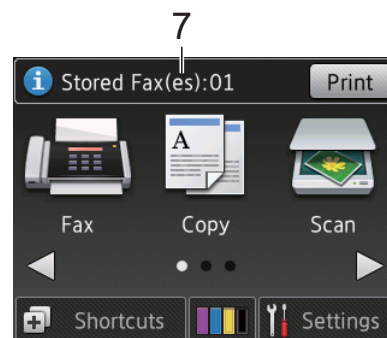 7
Stored Fax(es):01 Print
A
Fax Copy Scan
Shortcuts Settings